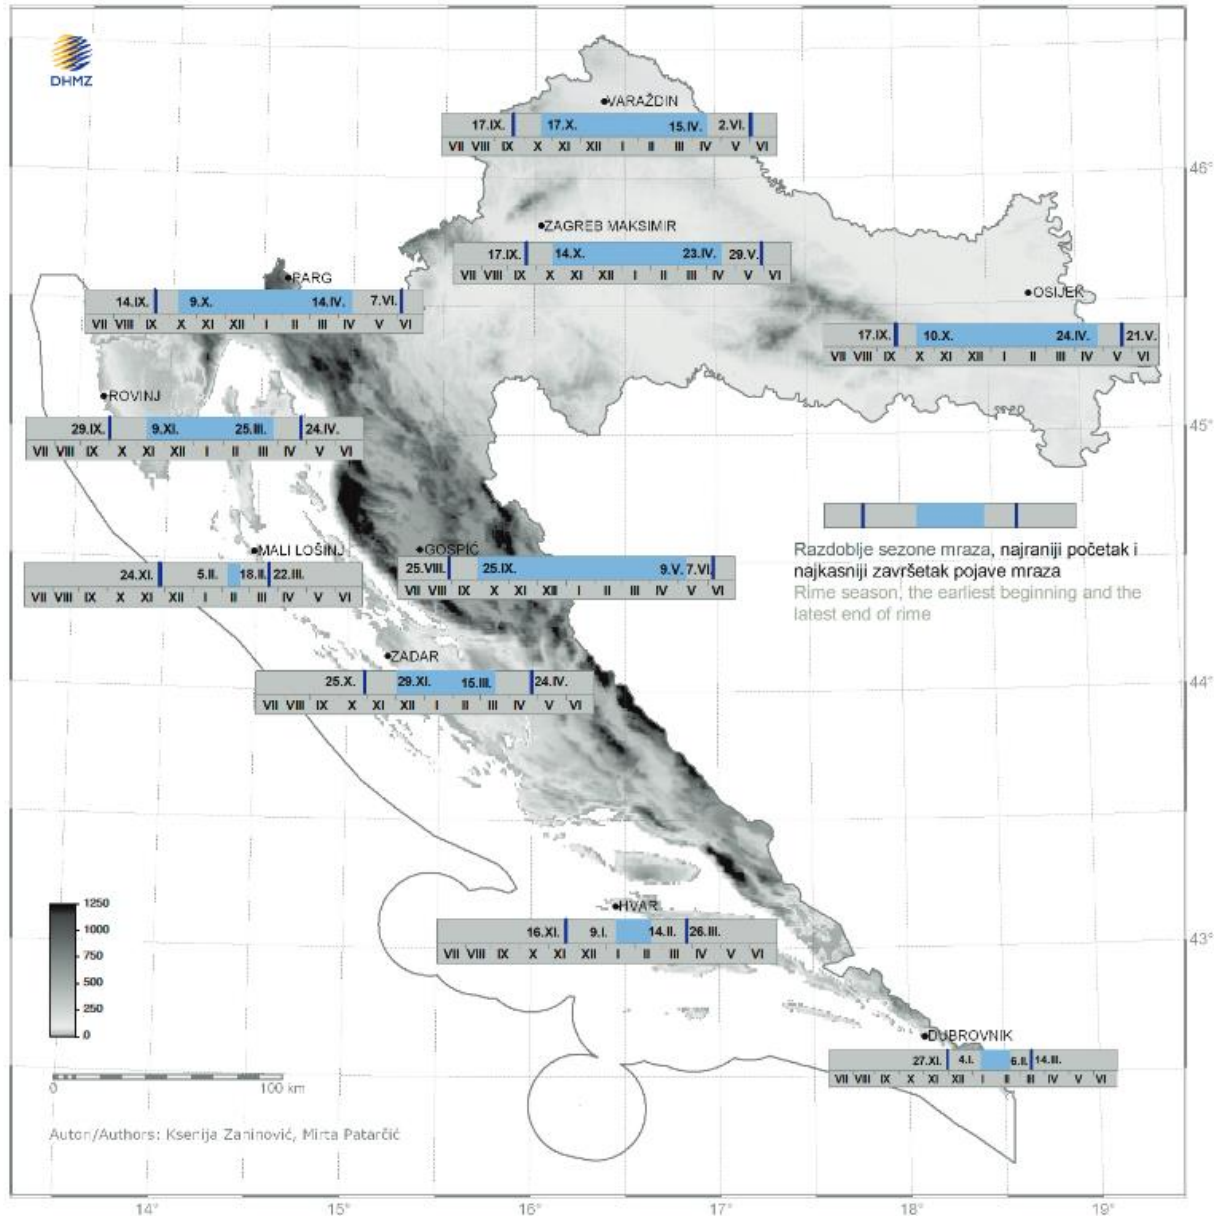 DHMZ
VARAŽDIN
17.IX. 17.X. 15.IV. 2.VI.
VII VIII IX X XI XII I II III IV V VI
46°
ZAGREB MAKSIMIR
17.IX. 14.X. 23.IV. 29.V.
VII VIII IX X XI XII I II III IV V VI
PARG
14.IX. 9.X. 14.IV. 7.VI.
VII VIII IX X XI XII I II III IV V VI
OSIJEK
17.IX. 10.X. 24.IV. 21.V.
VII VIII IX X XI XII I II III IV V VI
ROVINJ
29.IX. 9.XI. 25.III. 24.IV.
VII VIII IX X XI XII I II III IV V VI
45°
Razdoblje sezone mraza, najraniji početak i
najkasniji završetak pojave mraza
Rime season, the earliest beginning and the
latest end of rime
MALI LOŠINJ
24.XI. 5.II. 18.II. 22.III.
VII VIII IX X XI XII I II III IV V VI
GOSPIĆ
25.VIII. 25.IX. 9.V. 7.VI.
VII VIII IX X XI XII I II III IV V VI
ZADAR
25.X. 29.XI. 15.III. 24.IV.
VII VIII IX X XI XII I II III IV V VI
44°
HVAR
16.XI. 9.I. 14.II. 26.III.
VII VIII IX X XI XII I II III IV V VI
43°
1250
1000
750
500
250
0
DUBROVNIK
27.XI. 4.I. 6.II. 14.III.
VII VIII IX X XI XII I II III IV V VI
0 100 km
Autori/Authors: Ksenija Zaninović, Mirta Patarčić
14° 15° 16° 17° 18° 19°